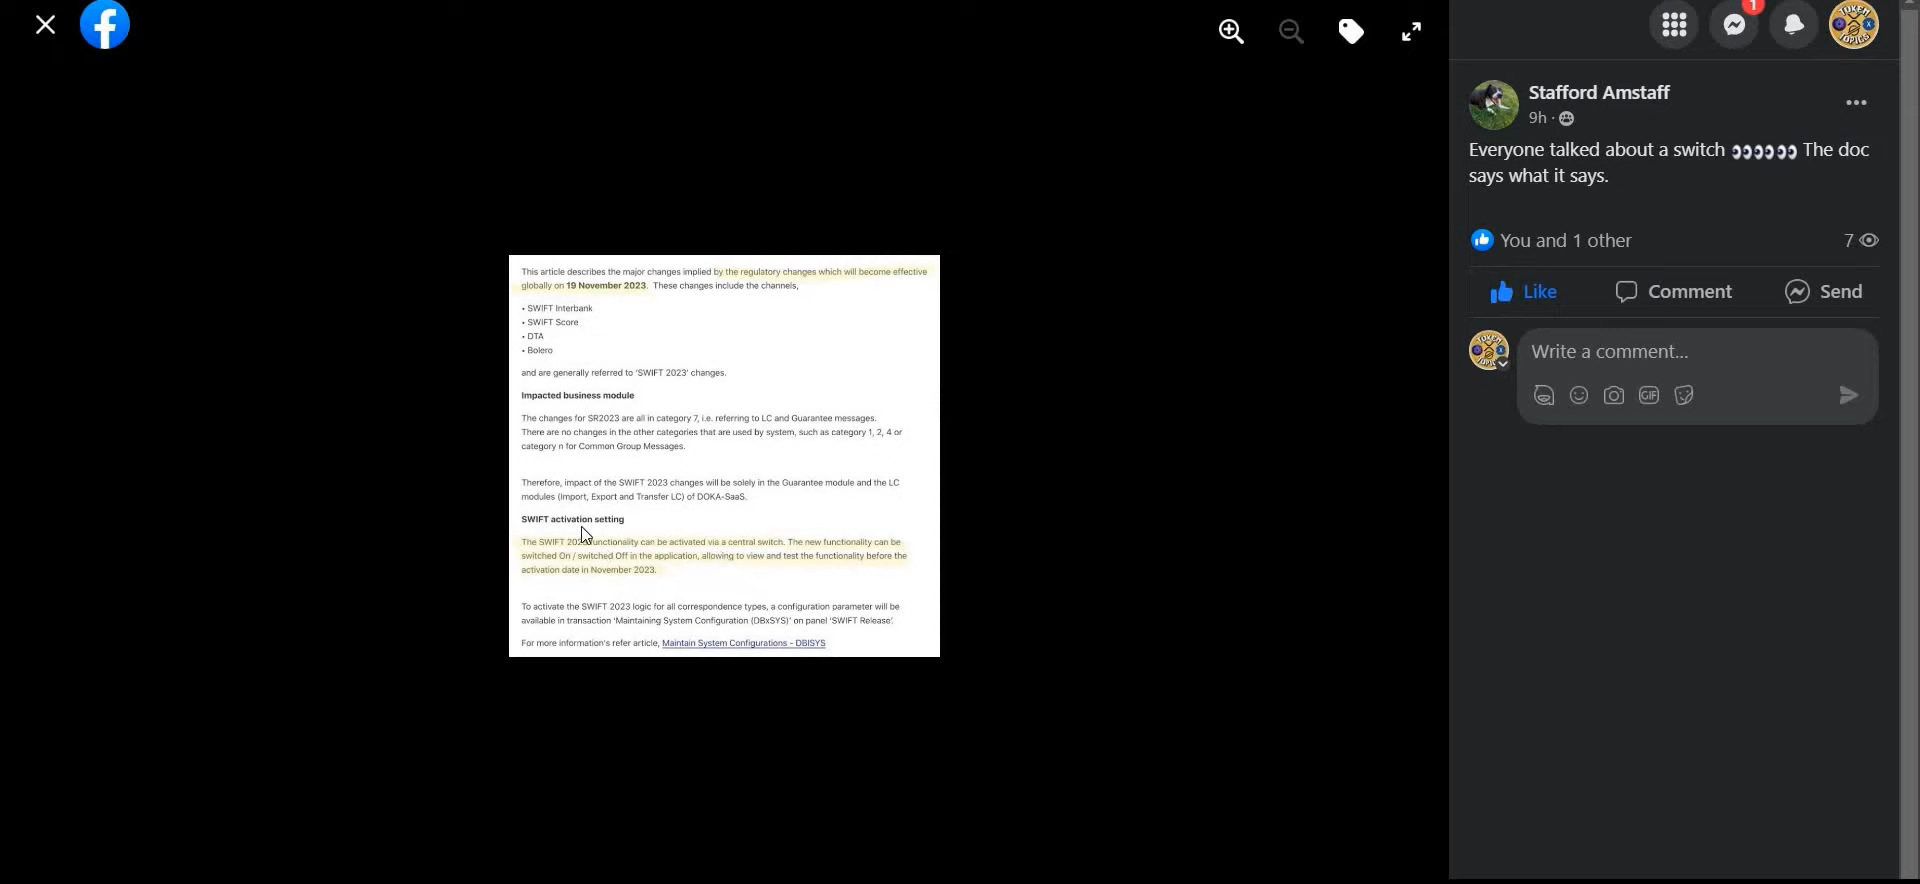 This article describes the major changes implied by the regulatory changes which will become effective
globally on 19 November 2023. These changes include the channels,
• SWIFT Interbank
• SWIFT Score
• DTA
• Bolero
and are generally referred to 'SWIFT 2023' changes.
Impacted business module
The changes for SR2023 are all in category 7, i.e. referring to LC and Guarantee messages.
There are no changes in the other categories that are used by system, such as category 1, 2, 4 or
category n for Common Group Messages.
Therefore, impact of the SWIFT 2023 changes will be solely in the Guarantee module and the LC
modules (Import, Export and Transfer LC) of DOKA-SaaS.
SWIFT activation setting
The SWIFT functionality can be activated via a central switch. The new functionality can be
switched On / switched Off in the application, allowing to view and test the functionality before the
activation date in November 2023.
To activate the SWIFT 2023 logic for all correspondence types, a configuration parameter will be
available in transaction 'Maintaining System Configuration (DBxSYS)' on panel 'SWIFT Release'.
For more information's refer article, Maintain System Configurations - DBISYS
1
TOKEN
TOPICS
Stafford Amstaff
9h ·
Everyone talked about a switch 👀👀👀 The doc
says what it says.
You and 1 other 7
Like Comment Send
Write a comment...
GIF